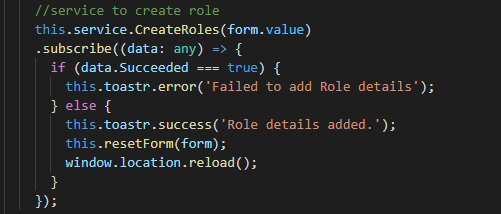 //service to create role
this.service.CreateRoles(form.value)
.subscribe((data: any) => {
if (data.Succeeded === true) {
this.toastr.error('Failed to add Role details');
} else {
this.toastr.success('Role details added.');
this.resetForm(form);
window.location.reload();
}
});